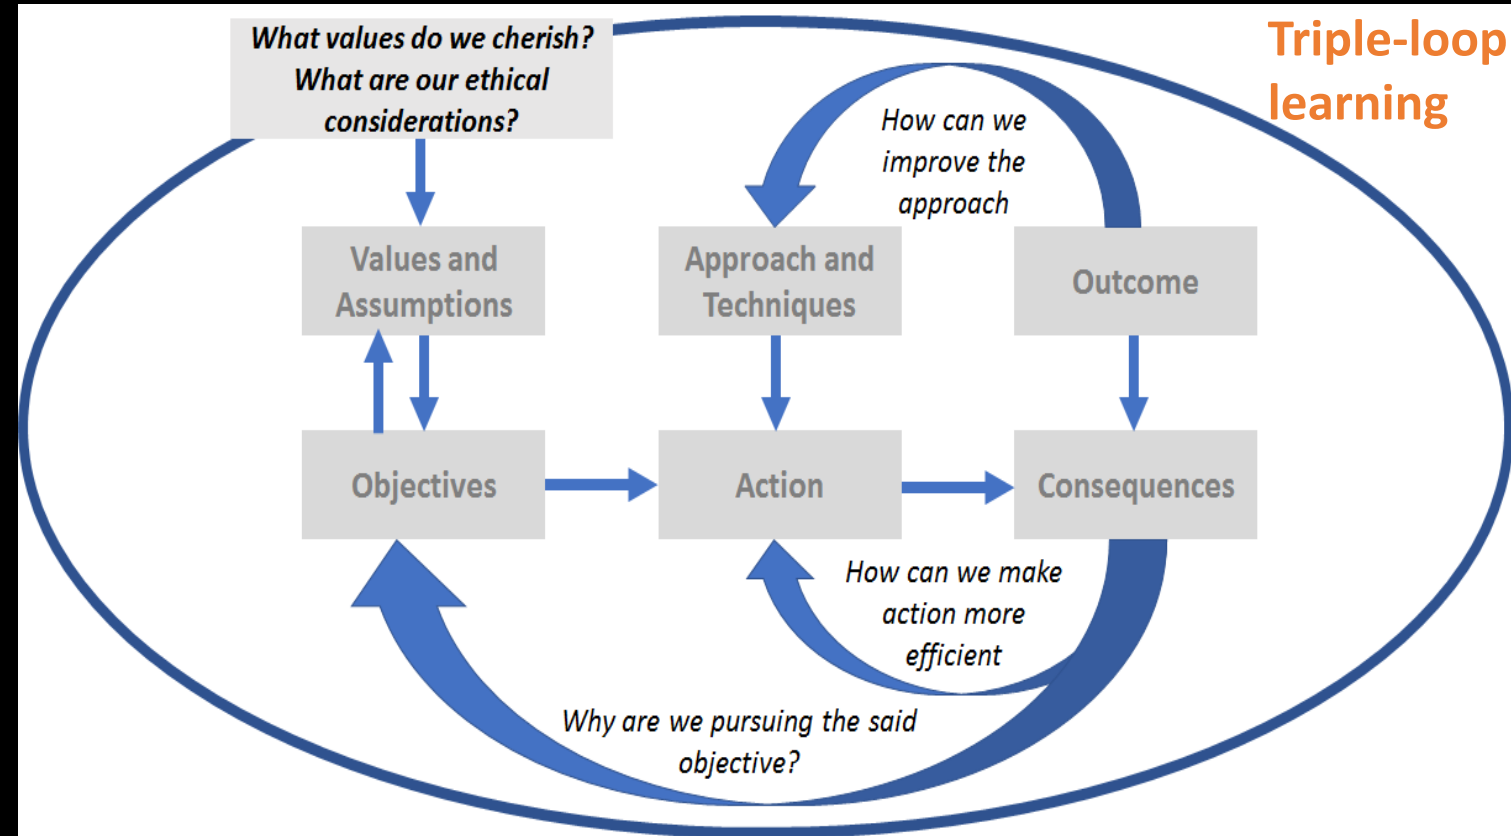 Triple-loop
learning
What values do we cherish?
What are our ethical
considerations?
How can we
improve the
approach
Values and
Assumptions
Approach and
Techniques
Outcome
Objectives
Action
Consequences
How can we make
action more
efficient
Why are we pursuing the said
objective?